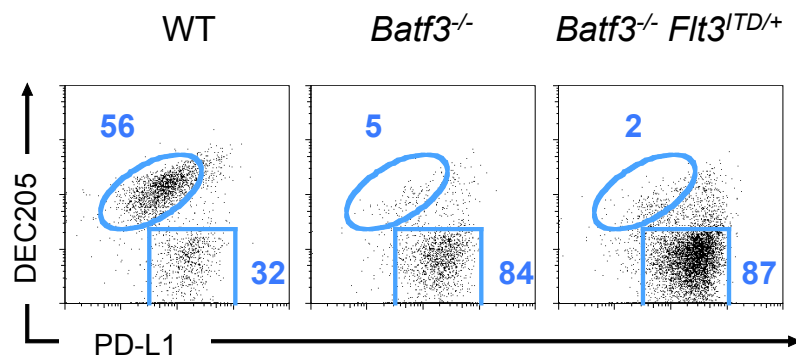 WT
Batf3-/-
Batf3-/- Flt3ITD/+
56
32
5
84
2
87
DEC205
PD-L1